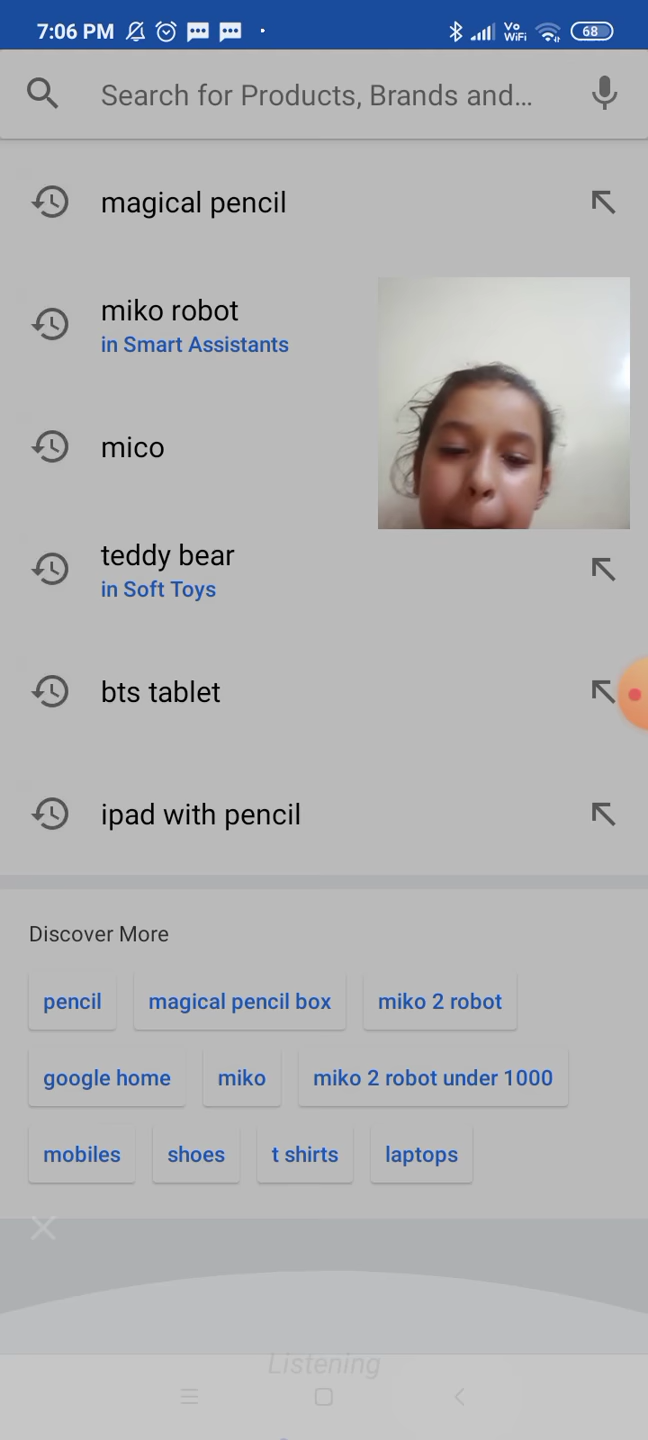 7:06 PM
Vo
WiFi
68
Search for Products, Brands and...
magical pencil
miko robot
in Smart Assistants
mico
teddy bear
in Soft Toys
bts tablet
ipad with pencil
Discover More
pencil magical pencil box miko 2 robot
google home miko miko 2 robot under 1000
mobiles shoes t shirts laptops
Listening